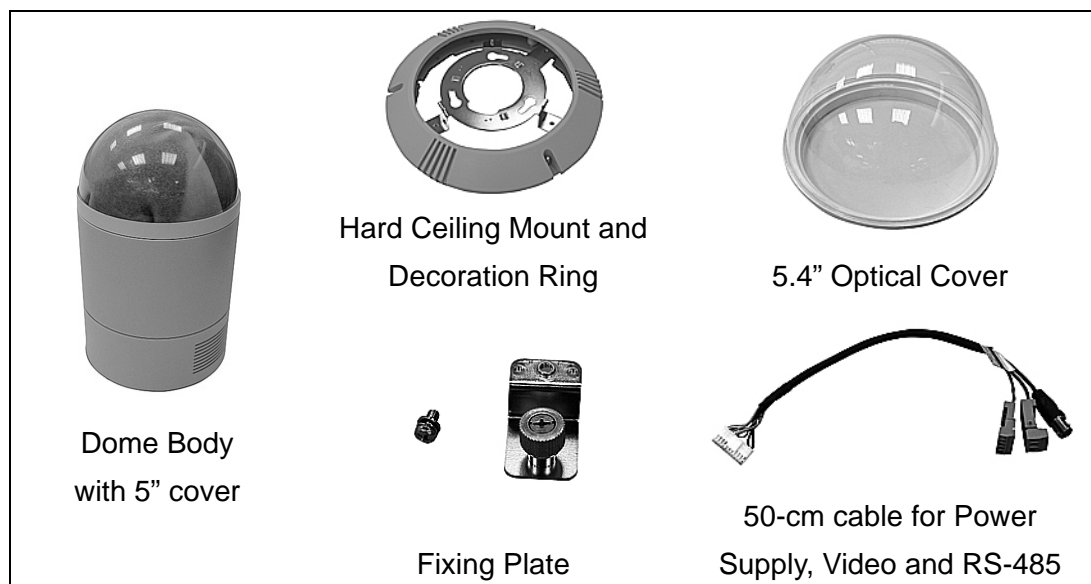 Hard Ceiling Mount and
Decoration Ring
5.4” Optical Cover
Dome Body
with 5” cover
Fixing Plate
50-cm cable for Power
Supply, Video and RS-485